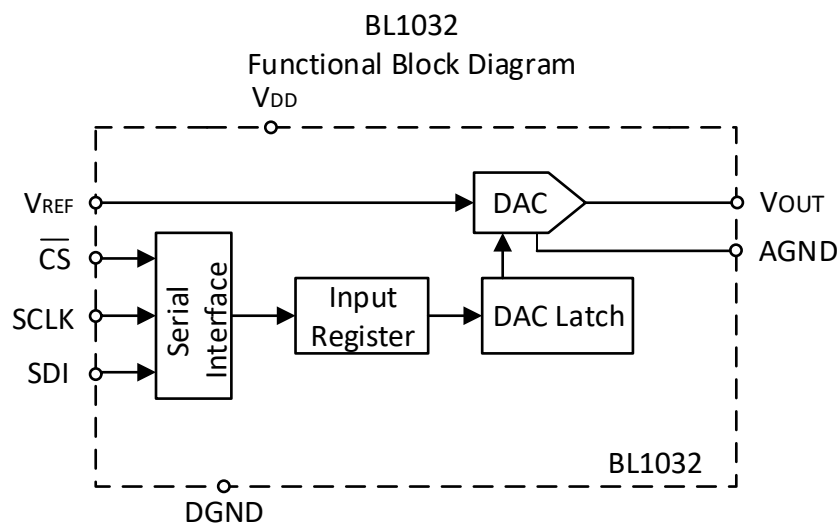 BL1032
Functional Block Diagram
VDD
VREF
DAC
VOUT
CS
AGND
Serial
Interface
Input
Register
DAC Latch
SCLK
SDI
BL1032
DGND